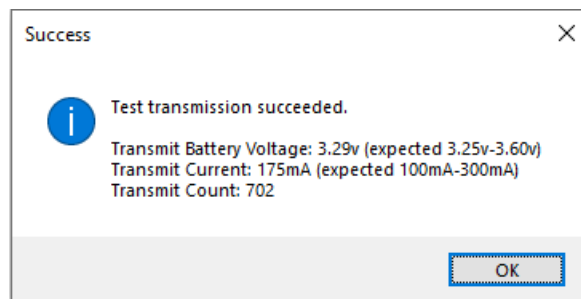 Success
Test transmission succeeded.
Transmit Battery Voltage: 3.29v (expected 3.25v-3.60v)
Transmit Current: 175mA (expected 100mA-300mA)
Transmit Count: 702
OK